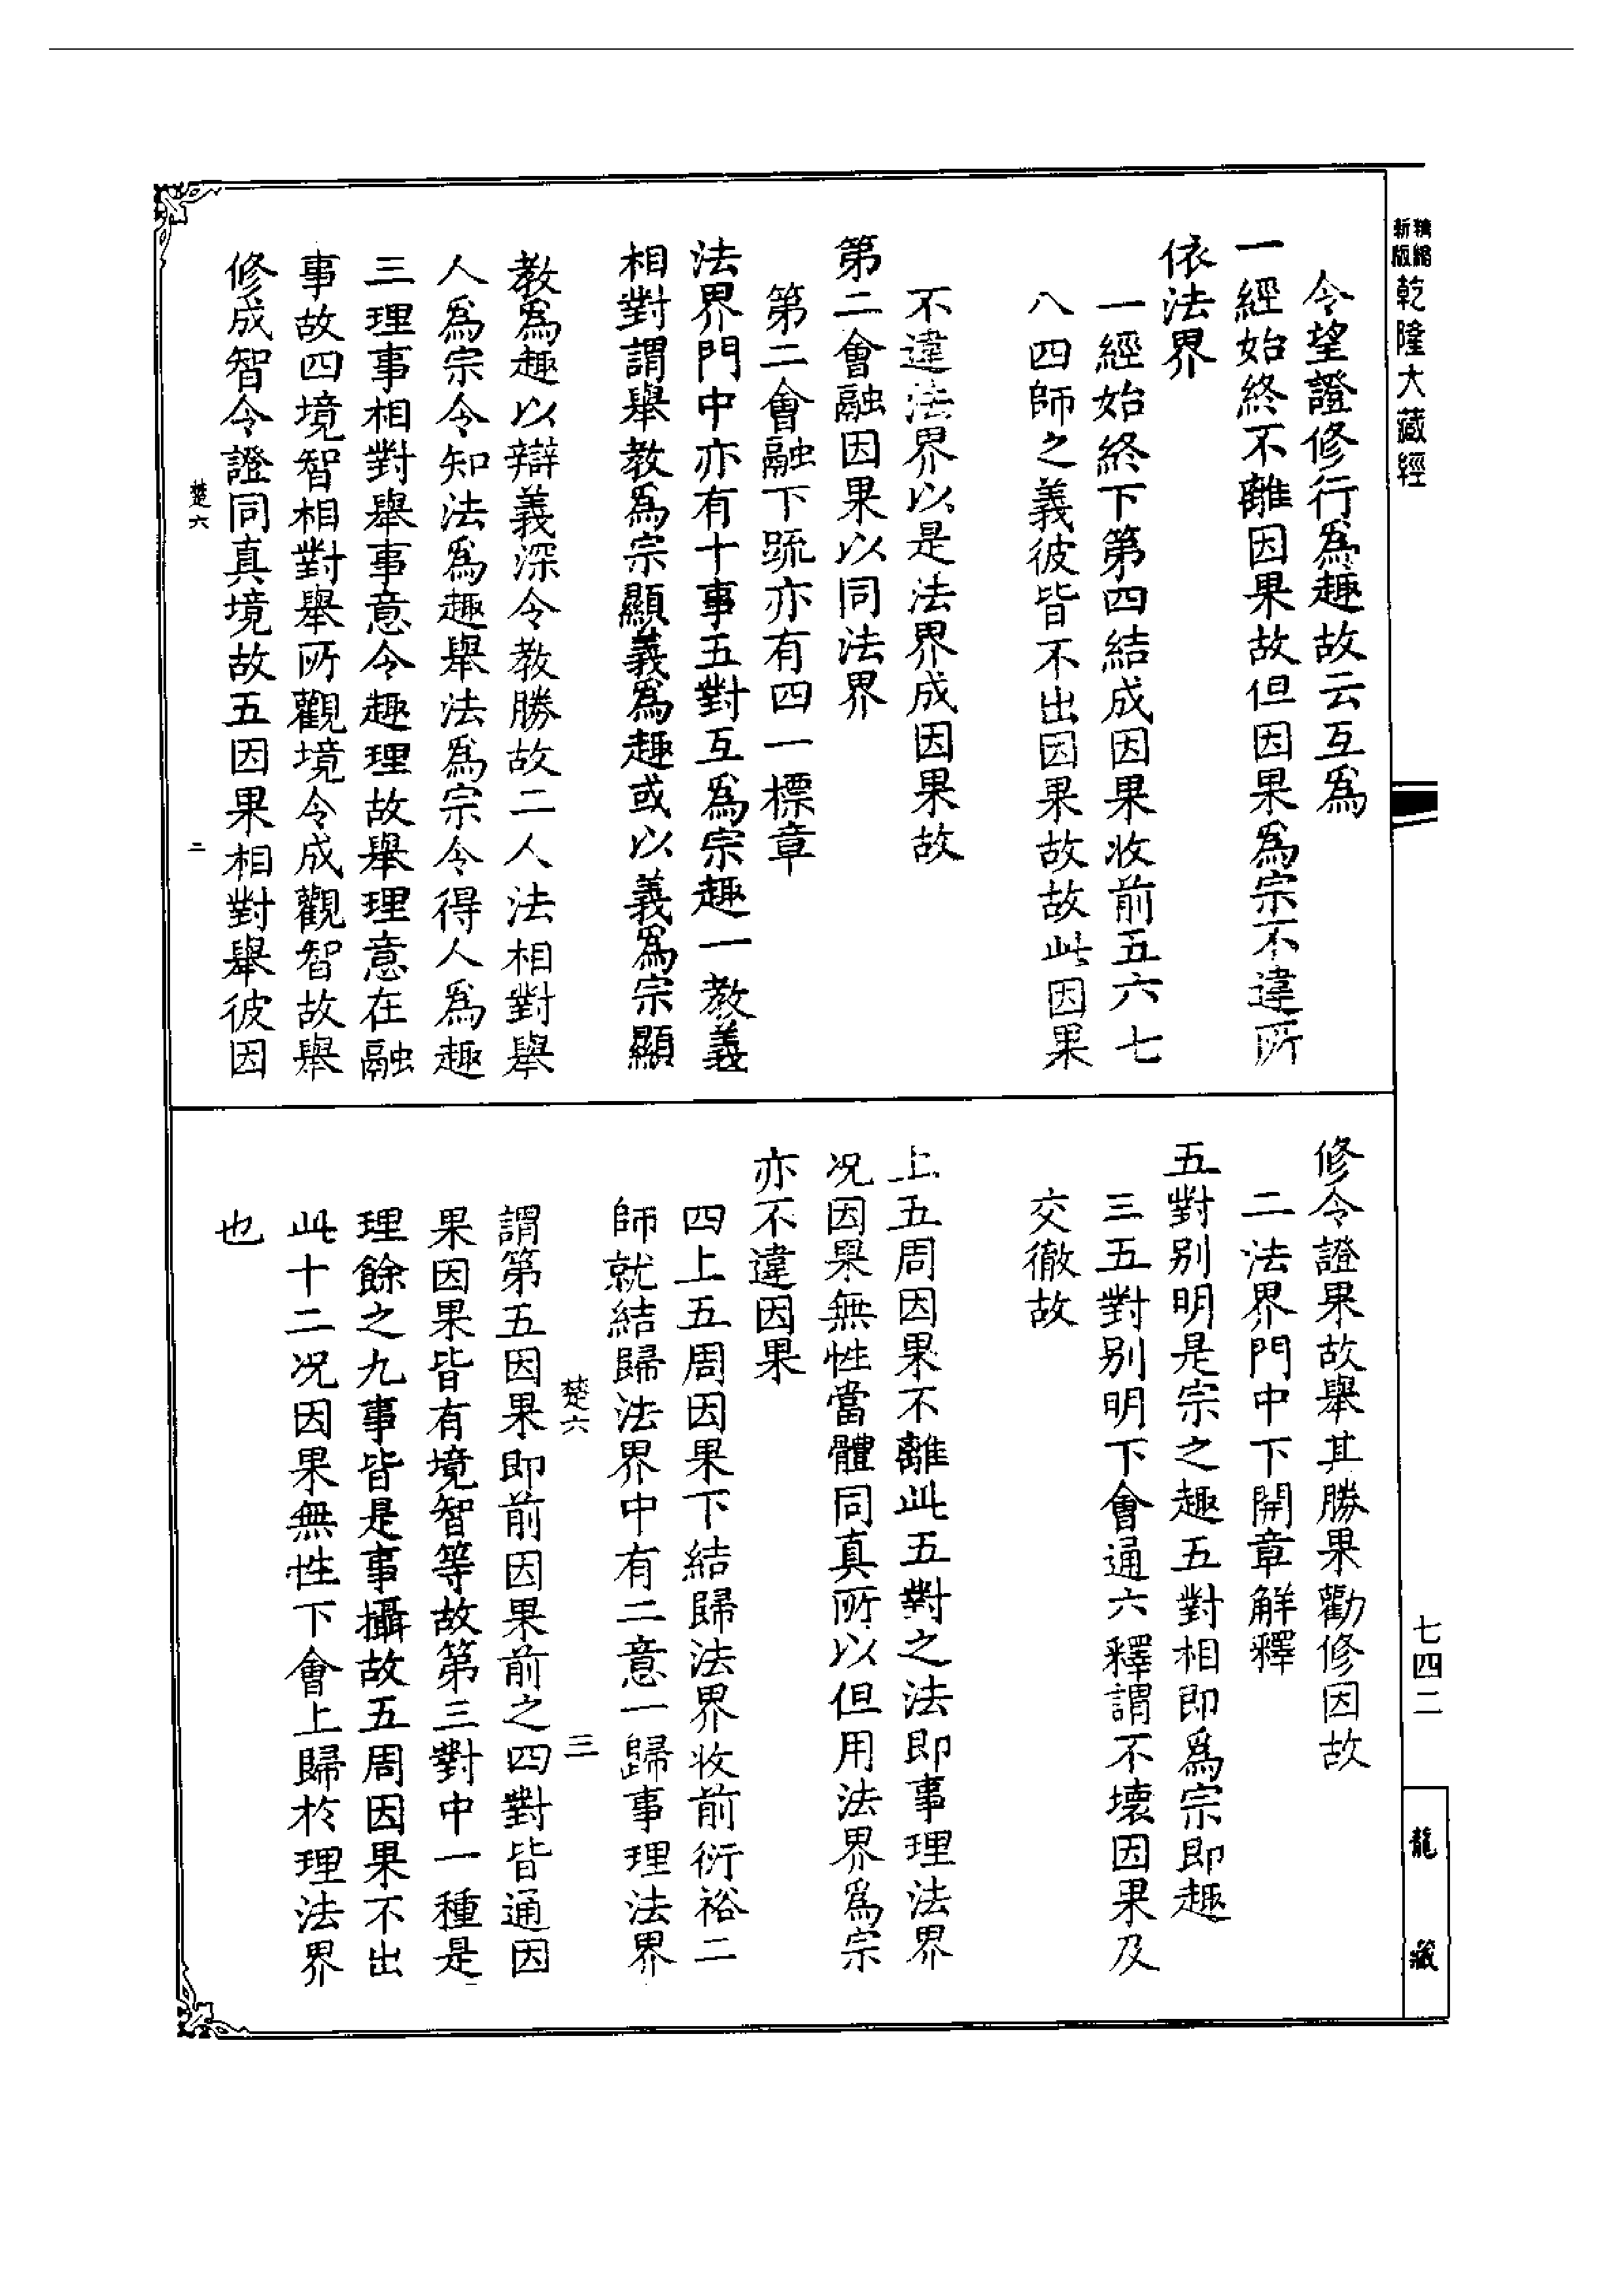 新版
精縮
乾隆大藏經
令望證修行爲趣故云互爲
一經始終不離因果故但因果爲宗不違所
依法界
一經始終下第四結成因果收前五六七
八四師之義彼皆不出因果故故此因果
不違法界以是法界成因果故
第二會融因果以同法界
第二會融下䟽亦有四一標章
法界門中亦有十事五對互爲宗趣一教義
相對謂舉教爲宗顯義爲趣或以義爲宗顯
教爲趣以辯義深令教勝故二人法相對舉
人爲宗令知法爲趣舉法爲宗令得人爲趣
三理事相對舉事意令趣理故舉理意在融
事故四境智相對舉所觀境令成觀智故舉
修成智令證同真境故五因果相對舉彼因
楚六
二
修令證果故舉其勝果勸修因故
二法界門中下開章解釋
五對别明是宗之趣五對相即爲宗即趣
三五對别明下會通六釋謂不壞因果及
交徹故
上五周因果不離此五對之法即事理法界
况因果無性當體同真所以但用法界爲宗
亦不違因果
四上五周因果下結歸法界收前衍裕二
師就結歸法界中有二意一歸事理法界
楚六
三
謂第五因果即前因果前之四對皆通因
果因果皆有境智等故第三對中一種是
理餘之九事皆是事攝故五周因果不出
此十二况因果無性下會上歸於理法界
也
七四二
龍藏